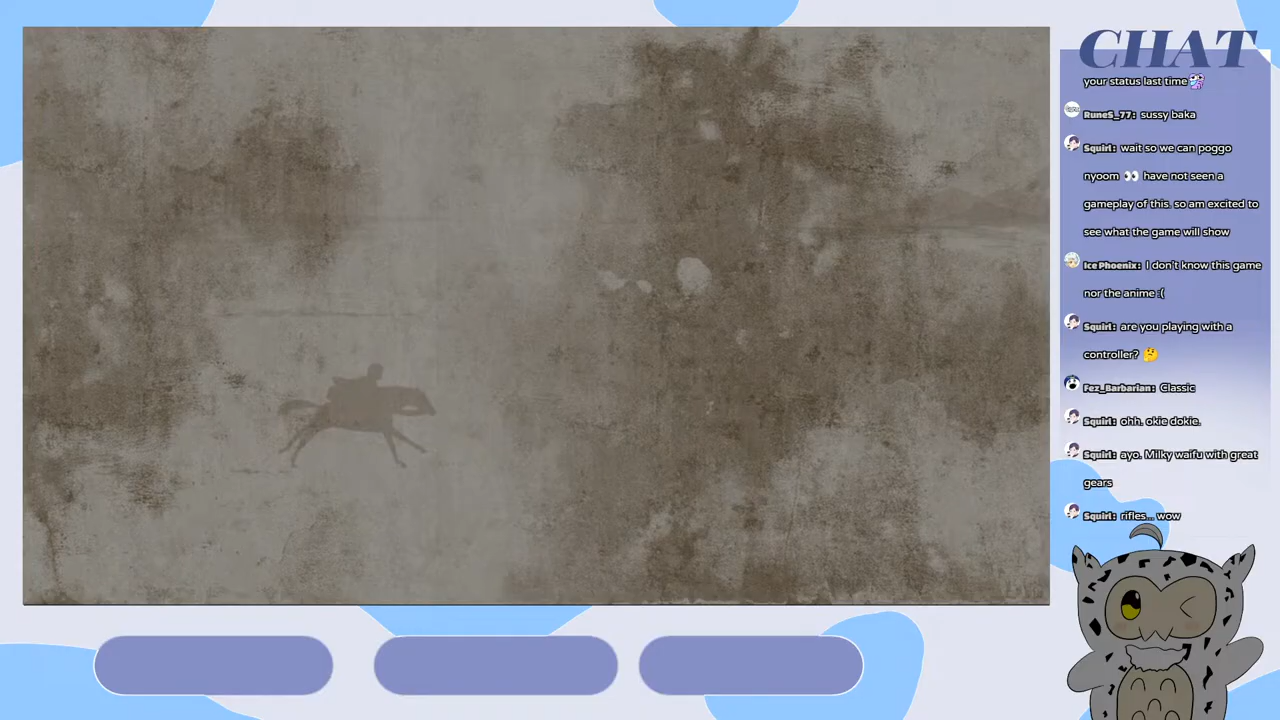 CHAT
your status last time
RuneS_77: sussy baka
Squirl: wait so we can poggo
nyoom 👀 have not seen a
gameplay of this. so am excited to
see what the game will show
Ice Phoenix: I don't know this game
nor the anime :(
Squirl: are you playing with a
controller? 🤔
Fez_Barbarian: Classic
Squirl: ohh. okie dokie.
Squirl: ayo. Milky waifu with great
gears
Squirl: rifles... wow